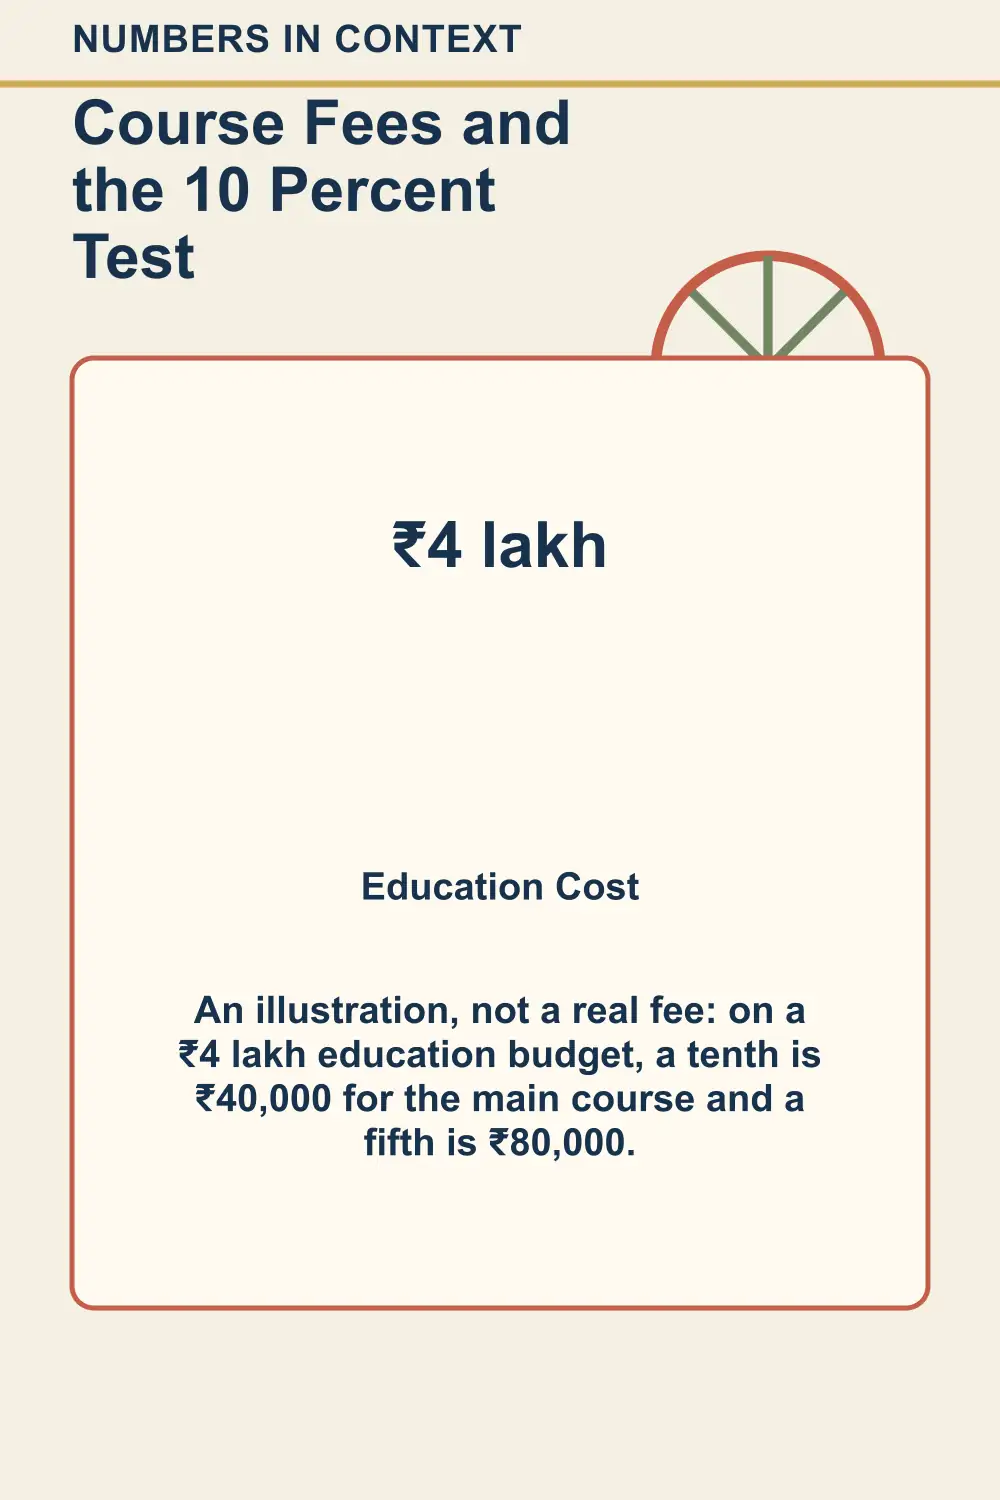 NUMBERS IN CONTEXT
Course Fees and
the 10 Percent
Test
₹4 lakh
Education Cost
An illustration, not a real fee: on a
₹4 lakh education budget, a tenth is
₹40,000 for the main course and a
fifth is ₹80,000.